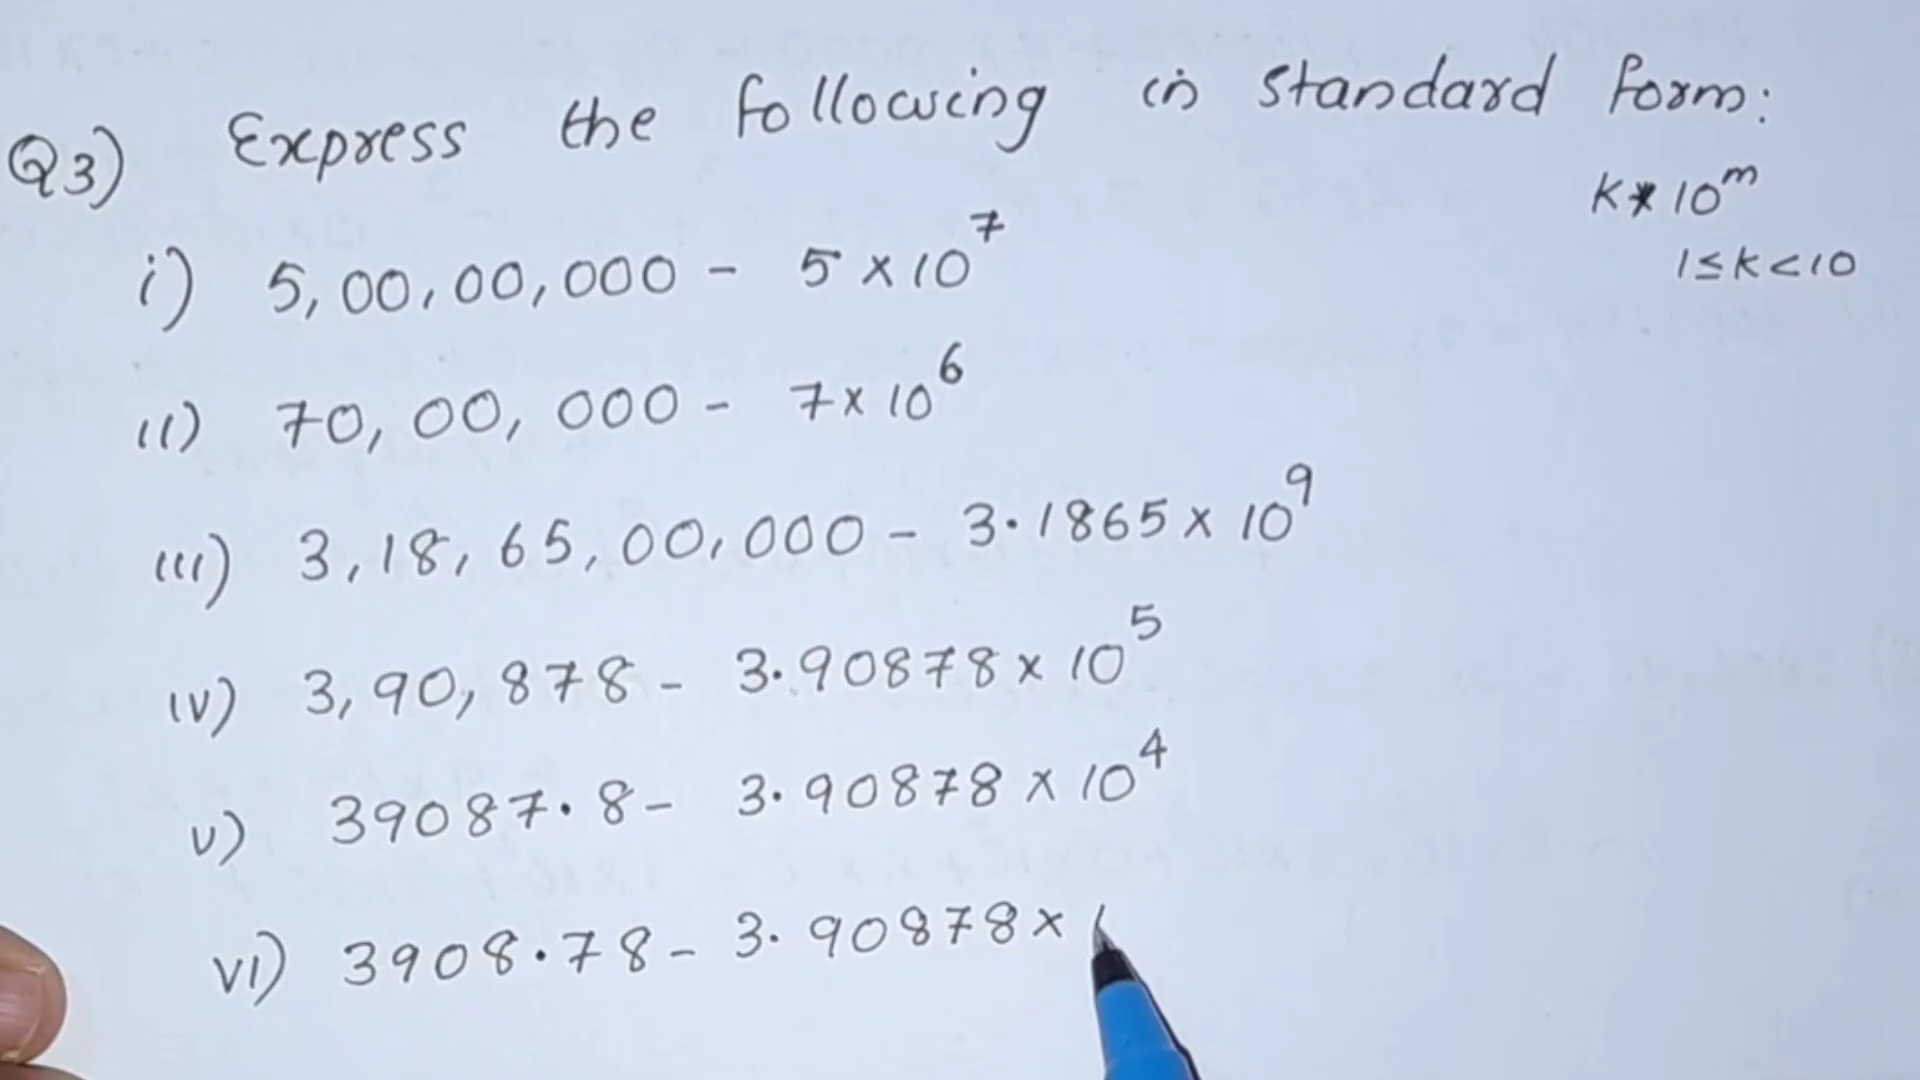 Q3) Express the following in standard form:
K × 10^m
1 ≤ K < 10
i) 5,00,00,000 - 5 × 10^7
ii) 70,00,000 - 7 × 10^6
iii) 3,18,65,00,000 - 3.1865 × 10^9
iv) 3,90,878 - 3.90878 × 10^5
v) 39087.8 - 3.90878 × 10^4
vi) 3908.78 - 3.90878 ×